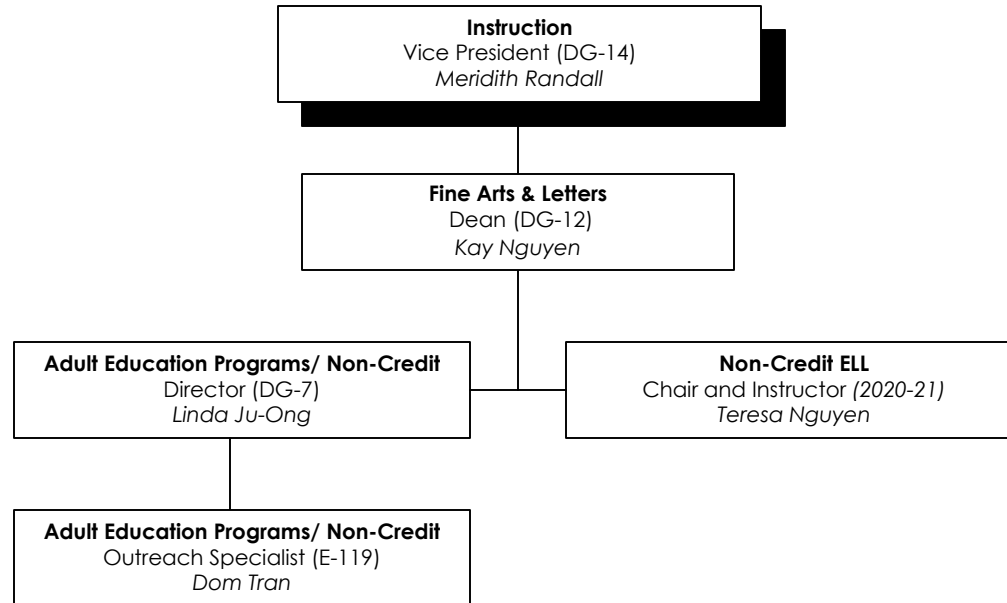 Instruction
Vice President (DG-14)
Meridith Randall
Fine Arts & Letters
Dean (DG-12)
Kay Nguyen
Adult Education Programs/ Non-Credit
Director (DG-7)
Linda Ju-Ong
Non-Credit ELL
Chair and Instructor (2020-21)
Teresa Nguyen
Adult Education Programs/ Non-Credit
Outreach Specialist (E-119)
Dom Tran